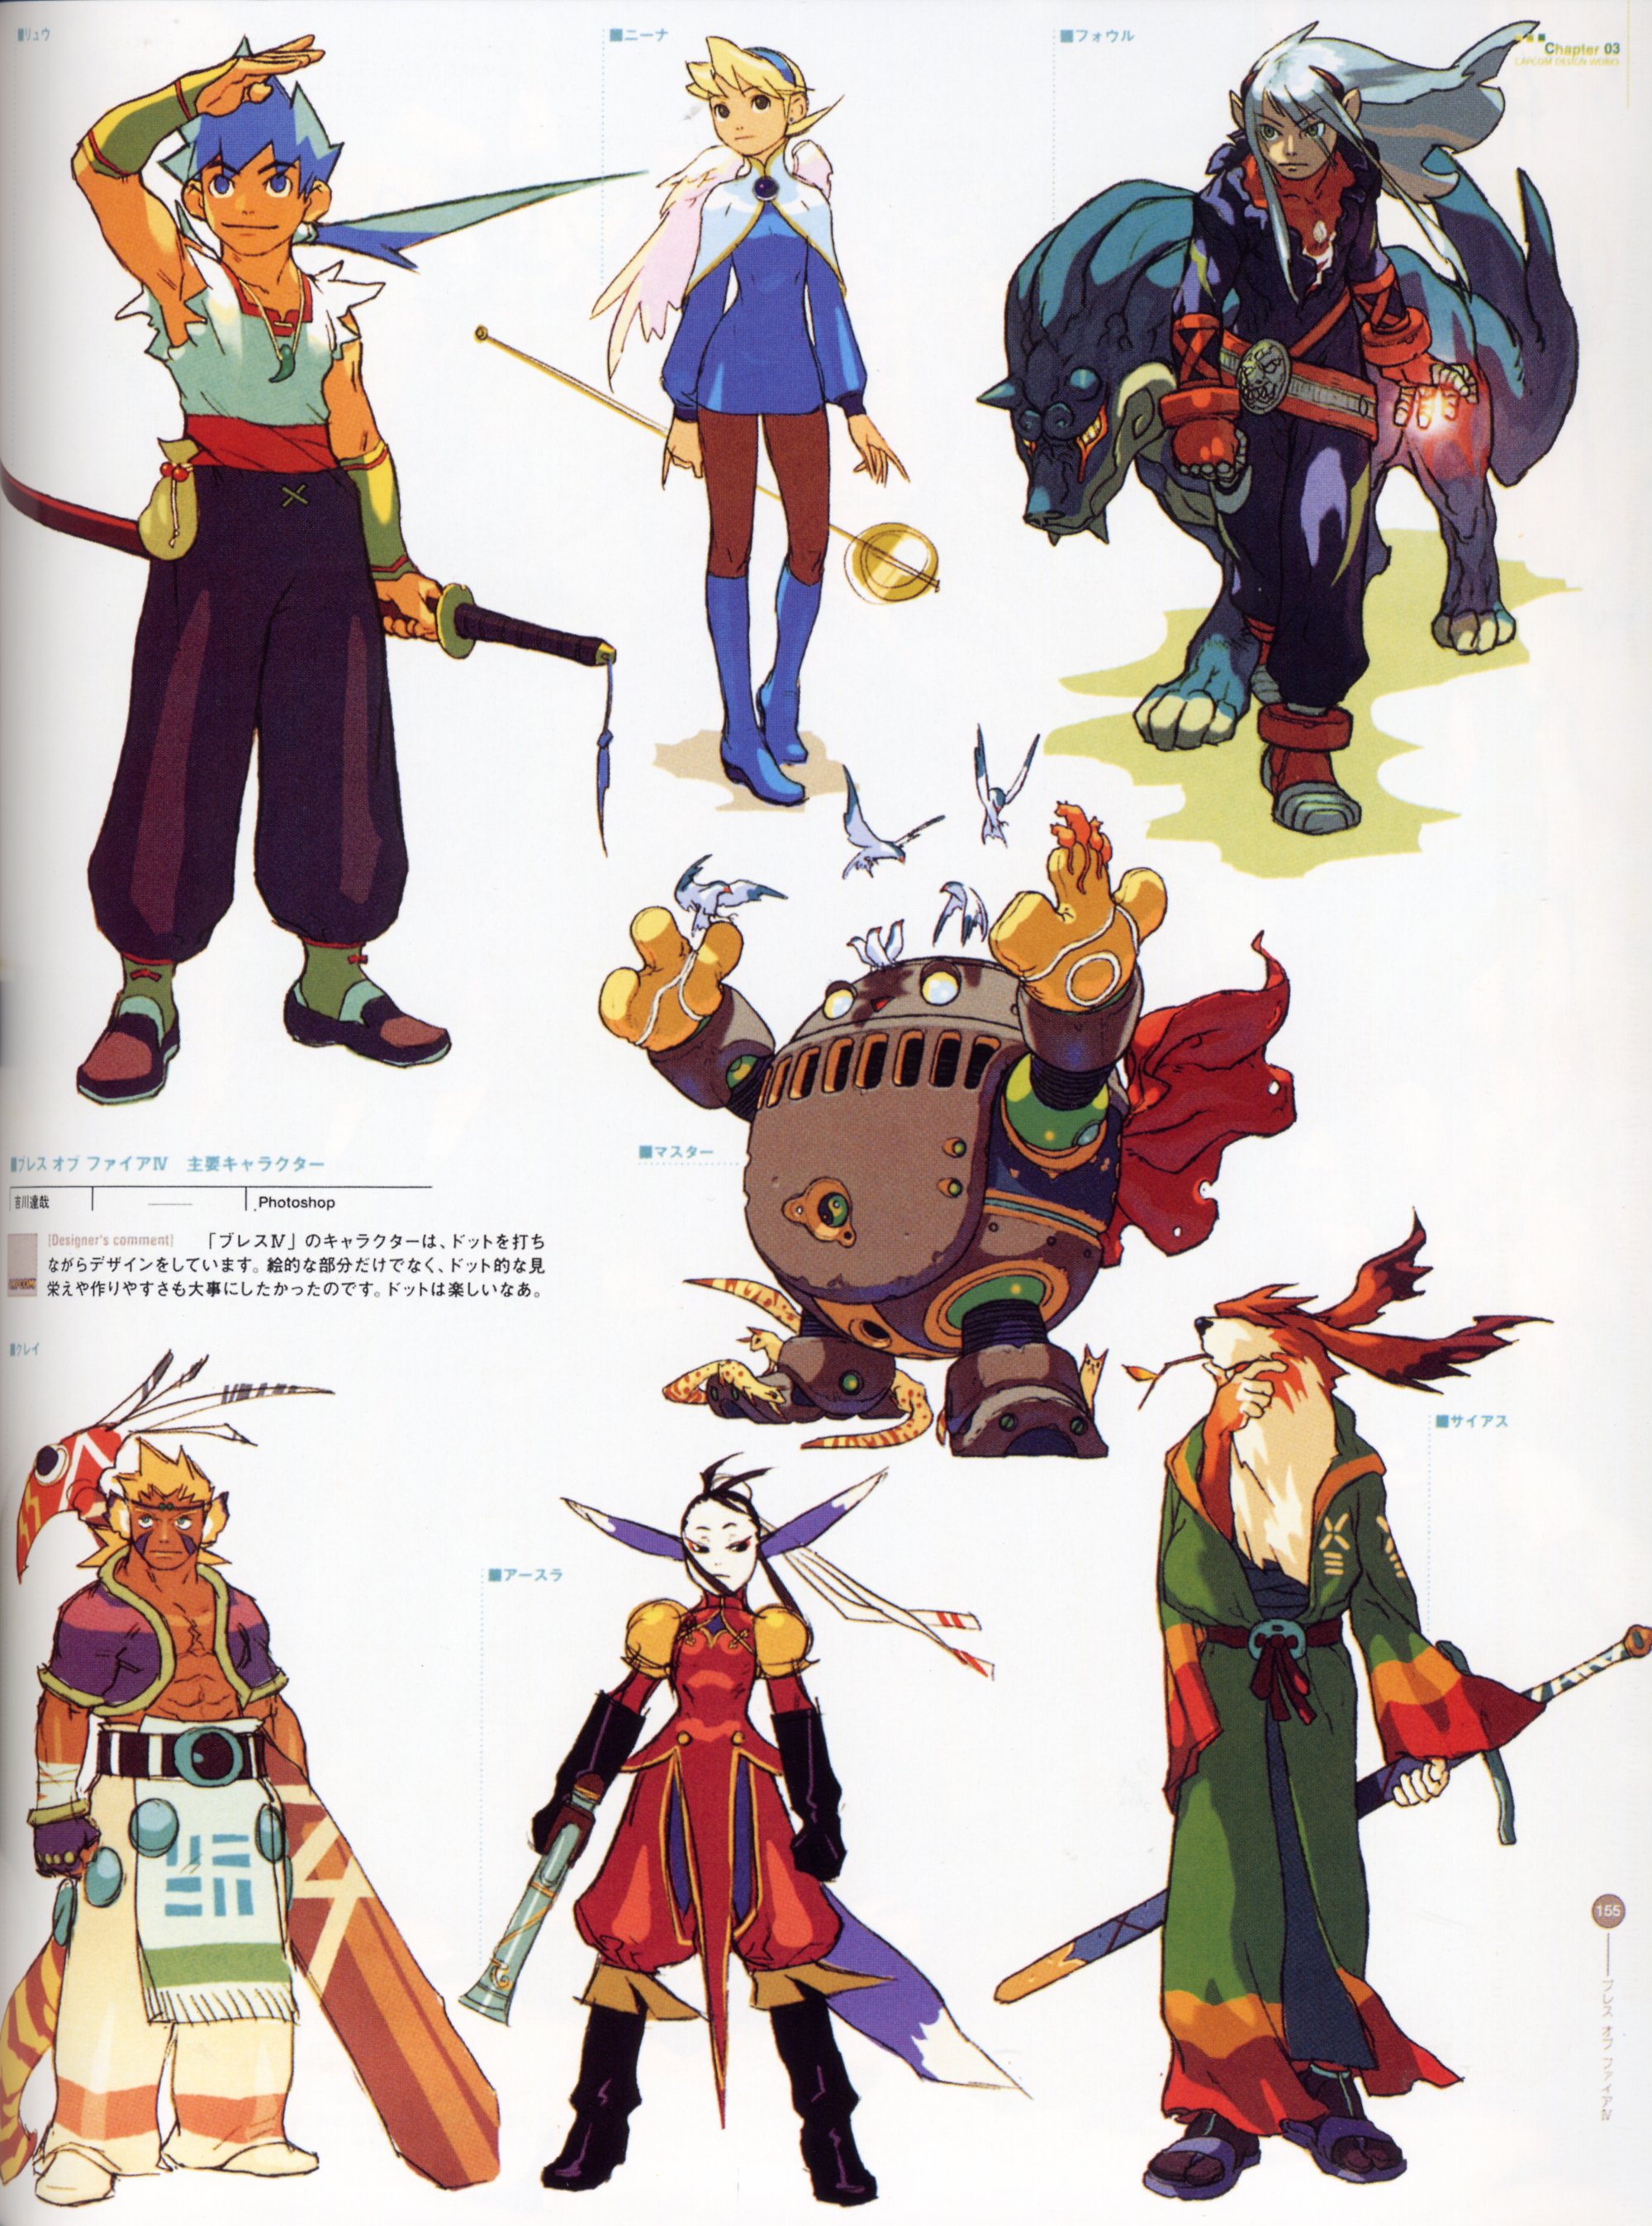 ■リュウ
■ニーナ
■フォウル
Chapter 03
CAPCOM DESIGN WORKS
■ブレス オブ ファイアⅣ 主要キャラクター
吉川達哉
Photoshop
[Designer's comment] 「ブレスⅣ」のキャラクターは、ドットを打ち
ながらデザインをしています。絵的な部分だけでなく、ドット的な見
栄えや作りやすさも大事にしたかったのです。ドットは楽しいなあ。
CAPCOM
■マスター
■クレイ
■アースラ
■サイアス
155
ブレス オブ ファイアⅣ